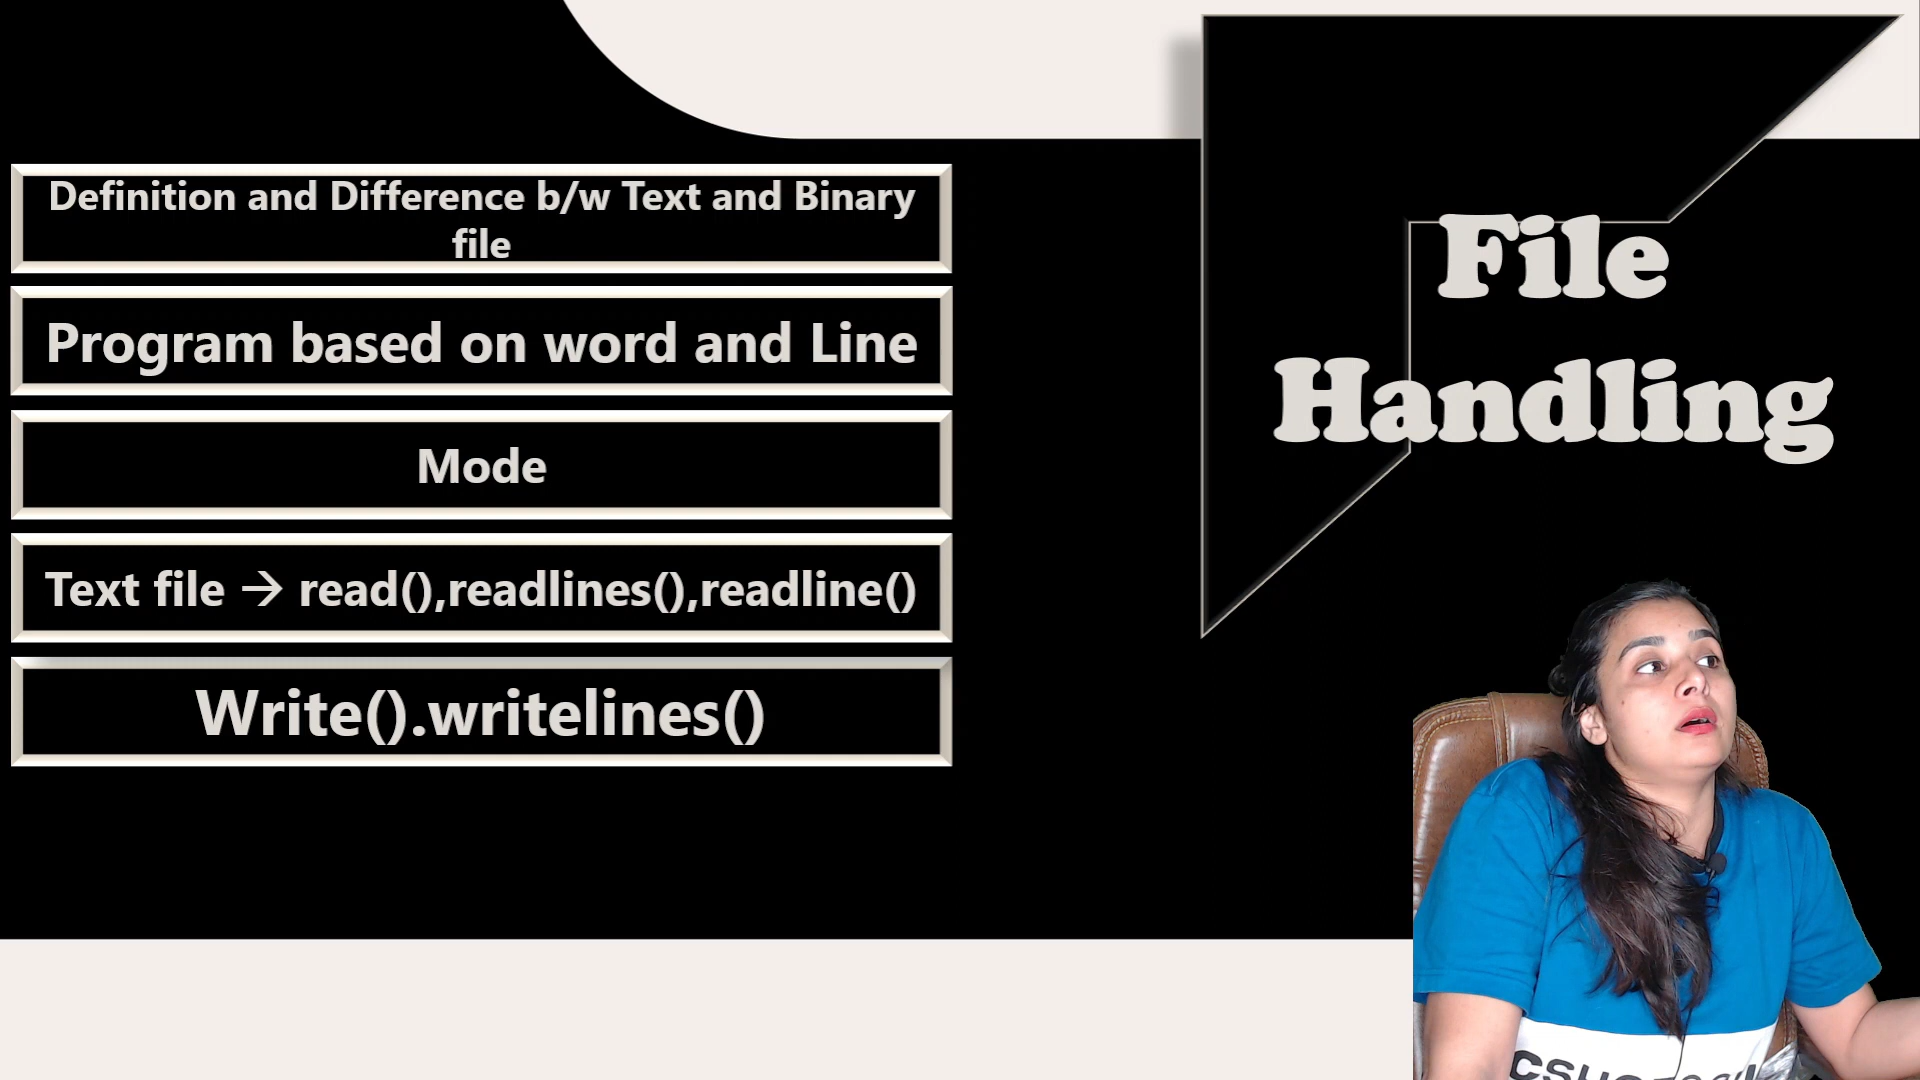 Definition and Difference b/w Text and Binary
file
Program based on word and Line
Mode
Text file → read(),readlines(),readline()
Write().writelines()
File
Handling